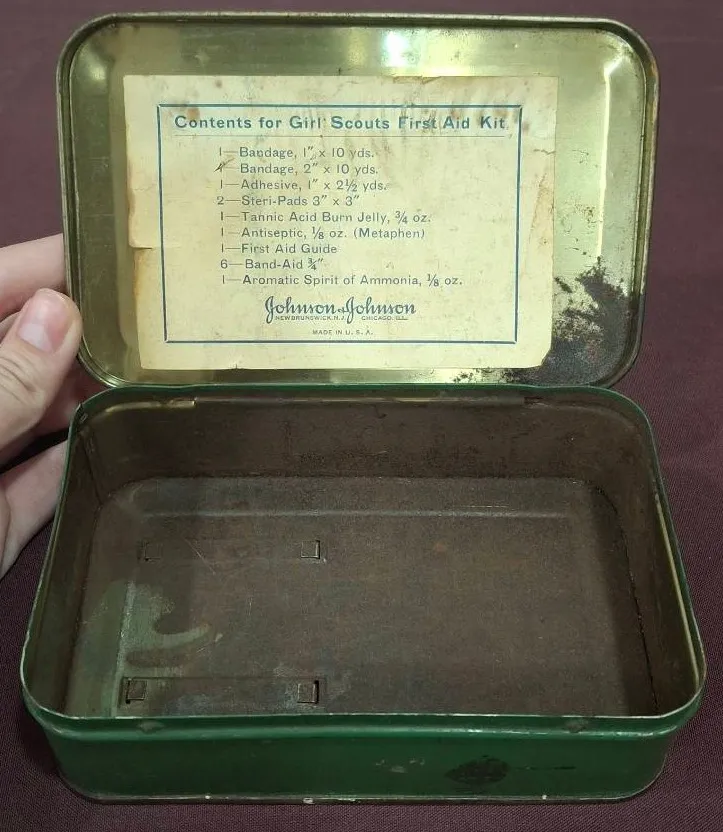 Contents for Girl Scouts First Aid Kit
1—Bandage, 1" x 10 yds.
1—Bandage, 2" x 10 yds.
1—Adhesive, 1" x 2½ yds.
2—Steri-Pads 3" x 3"
1—Tannic Acid Burn Jelly, ¾ oz.
1—Antiseptic, ⅛ oz. (Metaphen)
1—First Aid Guide
6—Band-Aid ¾"
1—Aromatic Spirit of Ammonia, ⅛ oz.
Johnson & Johnson
NEW BRUNSWICK, N.J. CHICAGO, ILL.
MADE IN U. S. A.